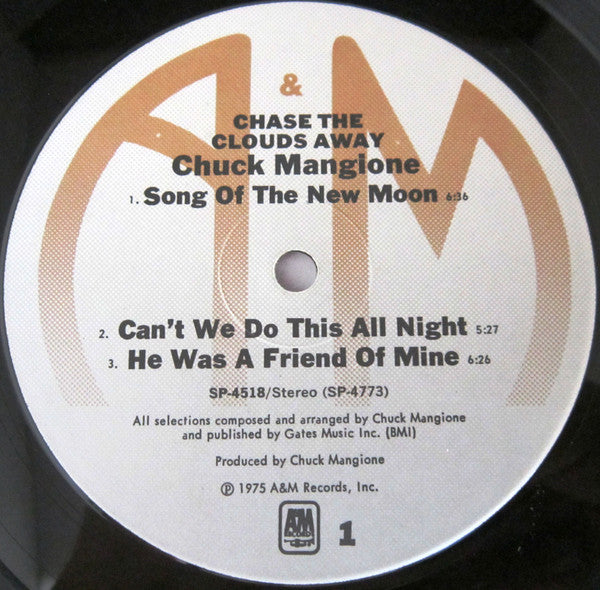 A & M
CHASE THE
CLOUDS AWAY
Chuck Mangione
1. Song Of The New Moon 6:36
2. Can't We Do This All Night 5:27
3. He Was A Friend Of Mine 6:26
SP-4518/Stereo (SP-4773)
All selections composed and arranged by Chuck Mangione
and published by Gates Music Inc. (BMI)
Produced by Chuck Mangione
℗ 1975 A&M Records, Inc.
A&M
RECORDS
1